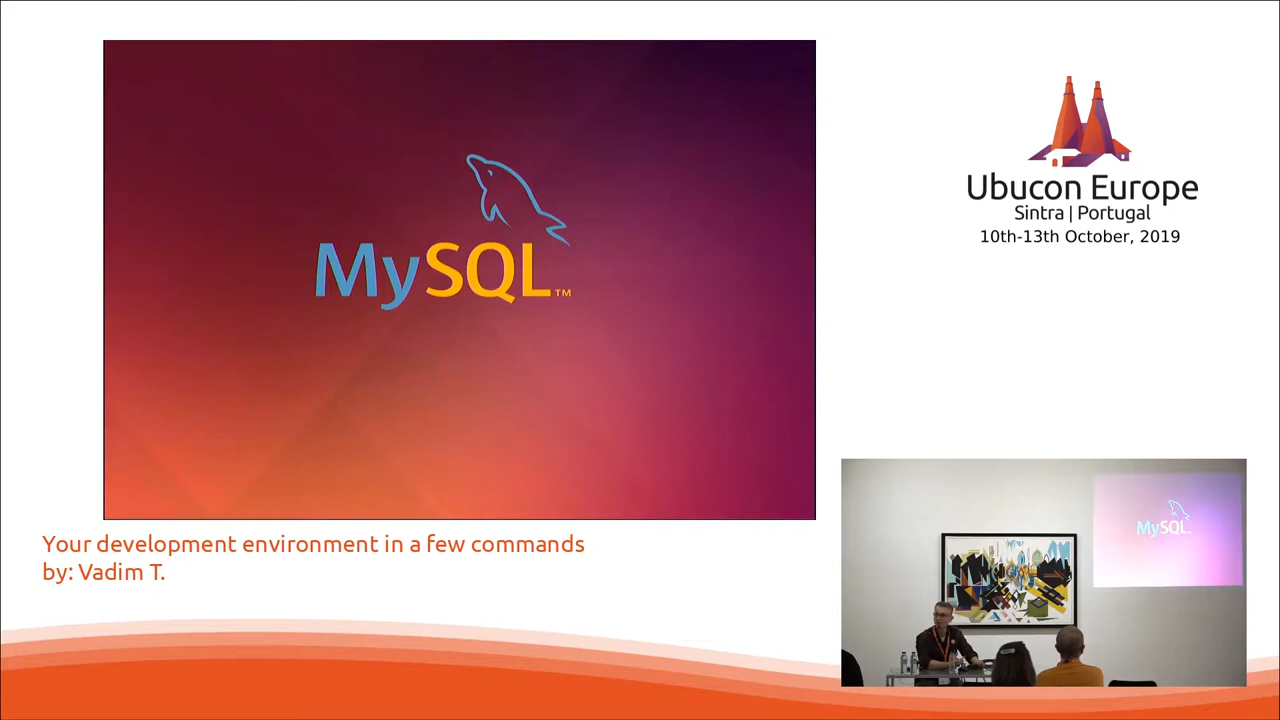 MySQL™
Ubucon Europe
Sintra | Portugal
10th-13th October, 2019
Your development environment in a few commands
by: Vadim T.
MySQL